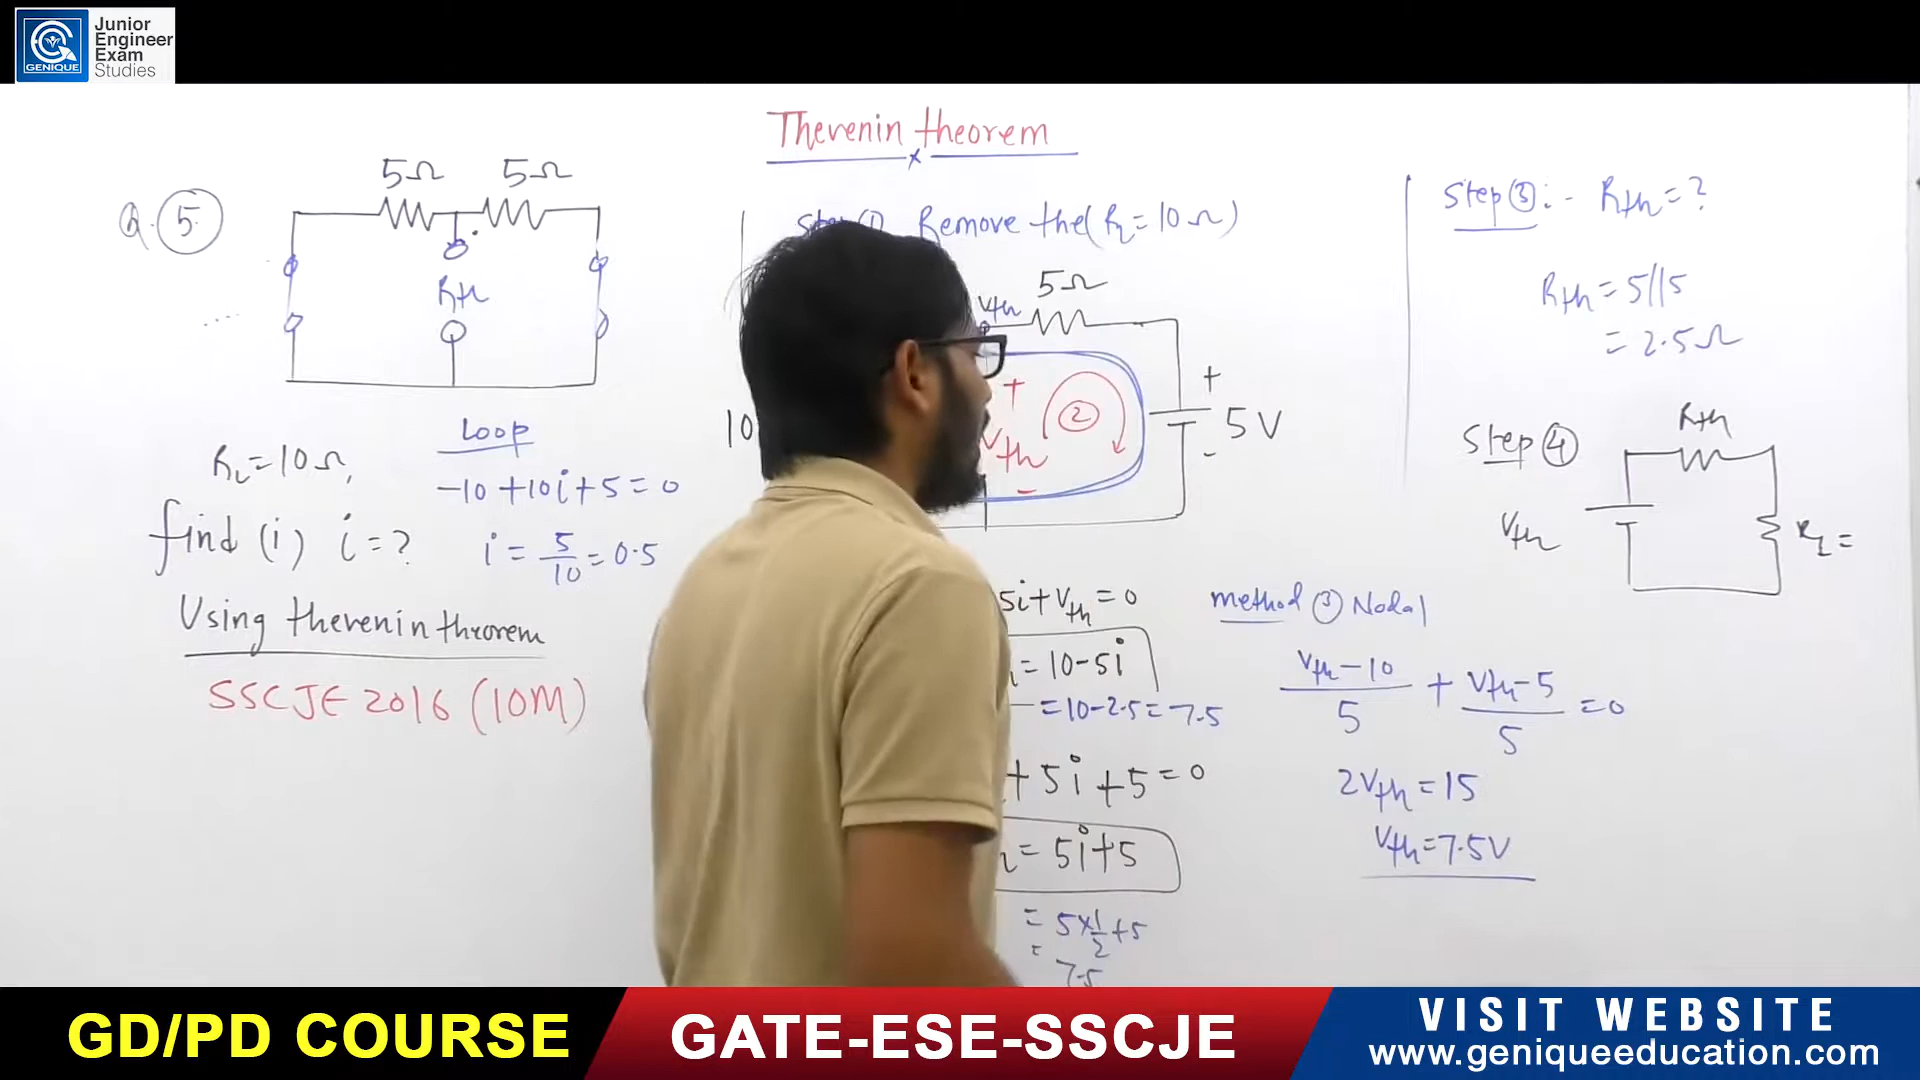 GENIQUE
Junior
Engineer
Exam
Studies
Thevenin theorem
Q. 5
5Ω 5Ω
Rth
RL=10Ω,
find (i) i=?
Using thevenin throrem
SSCJE 2016 (10M)
Loop
-10 +10i+5=0
i = 5/10 = 0.5
Step ① Remove the (RL=10Ω)
Vth
5Ω
10
+
Vth
-
②
+
5V
-
5i+Vth=0
= 10-5i
=10-2.5=7.5
+5i+5=0
= 5i+5
= 5×1/2+5
=
7.5
Step ③:- Rth=?
Rth = 5||5
= 2.5Ω
Step ④
Rth
Vth
RL =
method ③ Nodal
Vth-10/5 + Vth-5/5 =0
2Vth=15
Vth=7.5V
GD/PD COURSE
GATE-ESE-SSCJE
VISIT WEBSITE
www.geniqueeducation.com